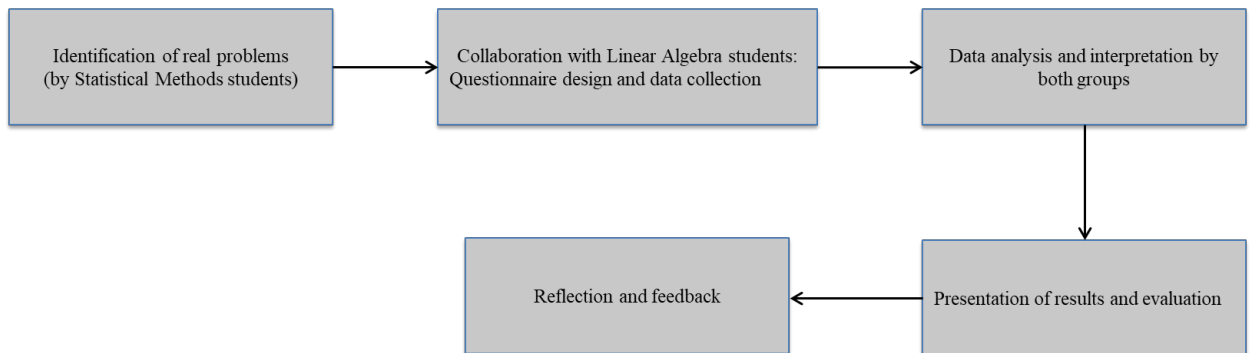 Identification of real problems
(by Statistical Methods students)
Collaboration with Linear Algebra students:
Questionnaire design and data collection
Data analysis and interpretation by
both groups
Reflection and feedback
Presentation of results and evaluation